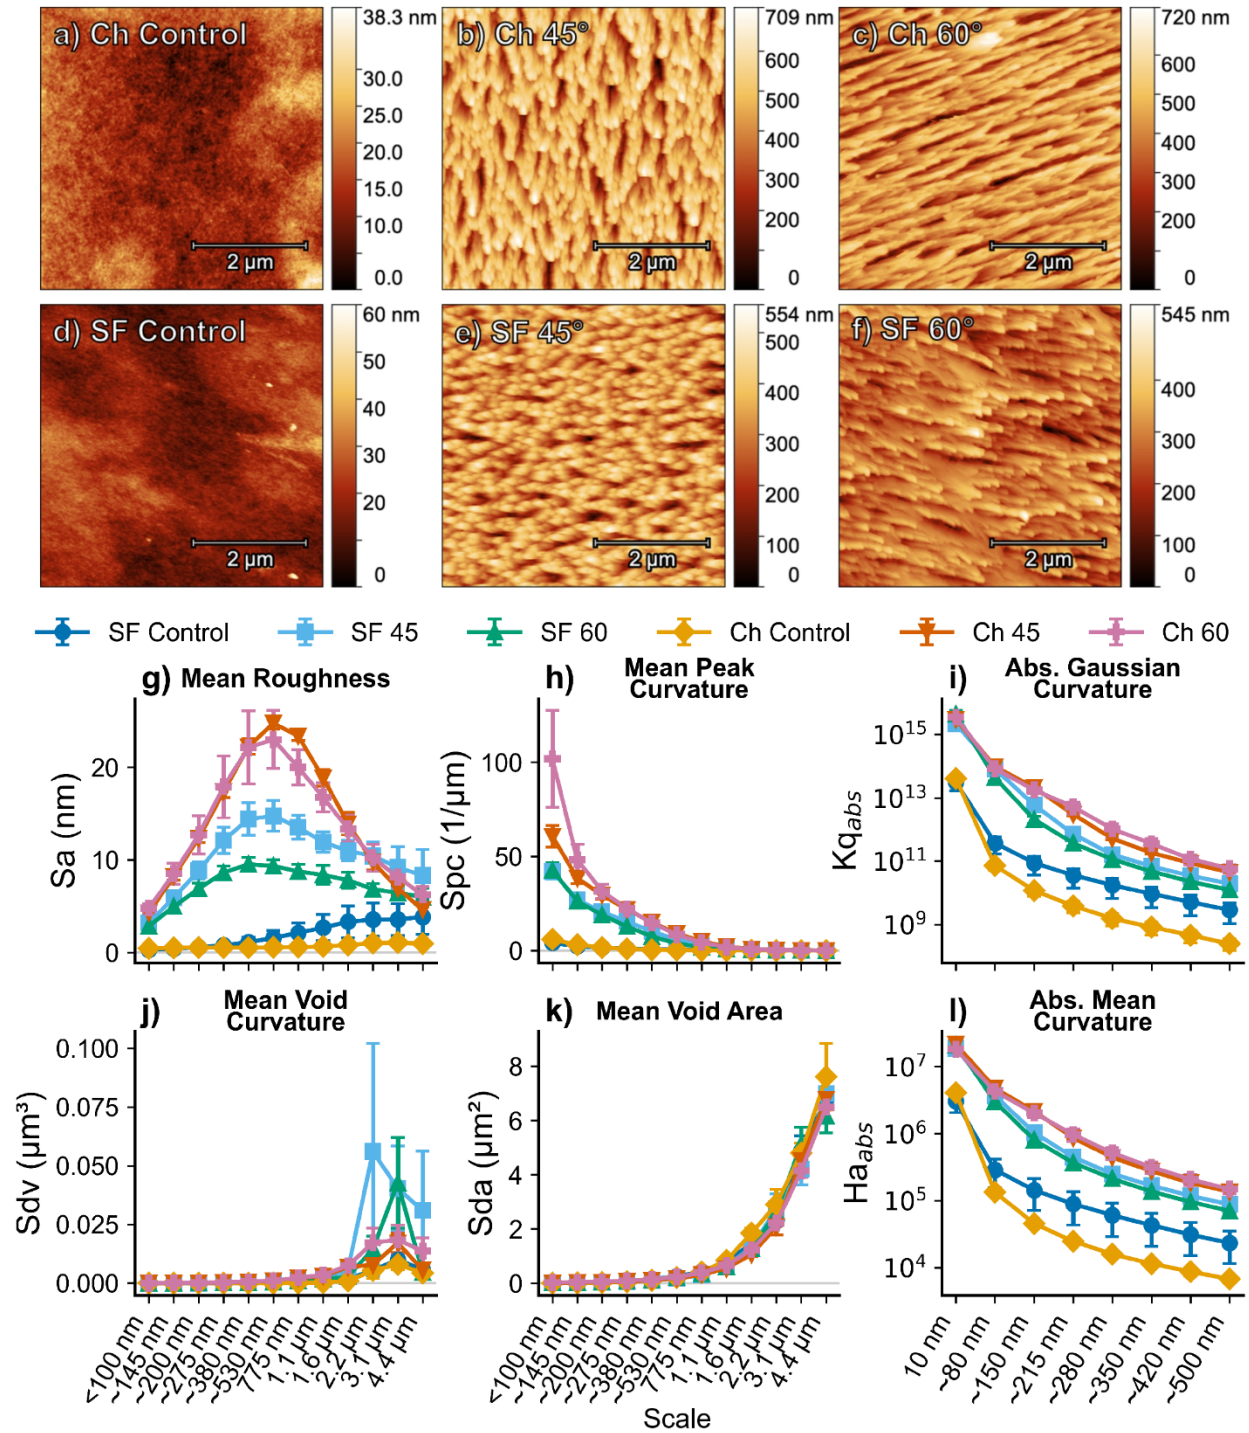 a) Ch Control
38.3 nm
30.0
25.0
20.0
15.0
10.0
0.0
2 µm
b) Ch 45°
709 nm
600
500
400
300
200
0
2 µm
c) Ch 60°
720 nm
600
500
400
300
200
0
2 µm
d) SF Control
60 nm
50
40
30
20
0
2 µm
e) SF 45°
554 nm
500
400
300
200
100
0
2 µm
f) SF 60°
545 nm
400
300
200
100
0
2 µm
SF Control
SF 45
SF 60
Ch Control
Ch 45
Ch 60
g) Mean Roughness
Sa (nm)
20
10
0
h) Mean Peak
Curvature
Spc (1/µm)
100
50
0
i) Abs. Gaussian
Curvature
Kq_abs
10^15
10^13
10^11
10^9
j) Mean Void
Curvature
Sdv (µm³)
0.100
0.075
0.050
0.025
0.000
<100 nm
~145 nm
~200 nm
~275 nm
~380 nm
~530 nm
775 nm
1.1 µm
1.6 µm
2.2 µm
3.1 µm
4.4 µm
k) Mean Void Area
Sda (µm²)
8
6
4
2
0
<100 nm
~145 nm
~200 nm
~275 nm
~380 nm
~530 nm
775 nm
1.1 µm
1.6 µm
2.2 µm
3.1 µm
4.4 µm
Scale
l) Abs. Mean
Curvature
Ha_abs
10^7
10^6
10^5
10^4
10 nm
~80 nm
~150 nm
~215 nm
~280 nm
~350 nm
~420 nm
~500 nm